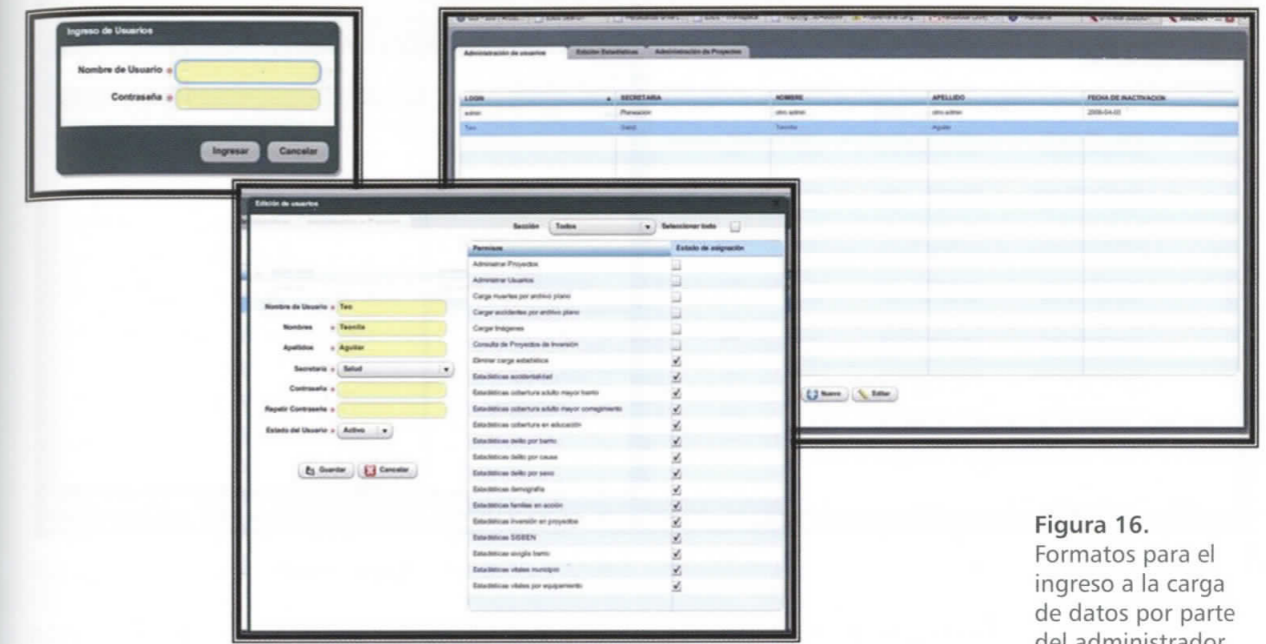 Ingreso de Usuarios
Nombre de Usuario
Contraseña
Ingresar Cancelar
Administración de usuarios Edición Estadísticas Administración de Proyectos
LOGIN SECRETARIA NOMBRE APELLIDO FECHA DE INACTIVACION
admin Planeación otro admin otro admin
Teo Salud Teonila Aguilar
Nuevo Editar
Edición de usuarios
Sección Todos Seleccionar todo
Permisos Estado de asignación
Administrar Proyectos
Administrar Usuarios
Carga muertes por archivo plano
Cargar accidentes por archivo plano
Cargar Imágenes
Consulta de Proyectos de Inversión
Eliminar carga estadística
Estadísticas accidentalidad
Estadísticas cobertura adulto mayor barrio
Estadísticas cobertura adulto mayor corregimiento
Estadísticas cobertura en educación
Estadísticas delito por barrio
Estadísticas delito por causa
Estadísticas delito por sexo
Estadísticas demografía
Estadísticas familias en acción
Estadísticas inversión en proyectos
Estadísticas SISBEN
Estadísticas vitales municipio
Estadísticas vitales por equipamiento
Nombre de Usuario Teo
Nombres Teonila
Apellidos Aguilar
Secretaría Salud
Contraseña
Repetir Contraseña
Estado del Usuario Activo
Guardar Cancelar
Figura 16.
Formatos para el
ingreso a la carga
de datos por parte
del administrador